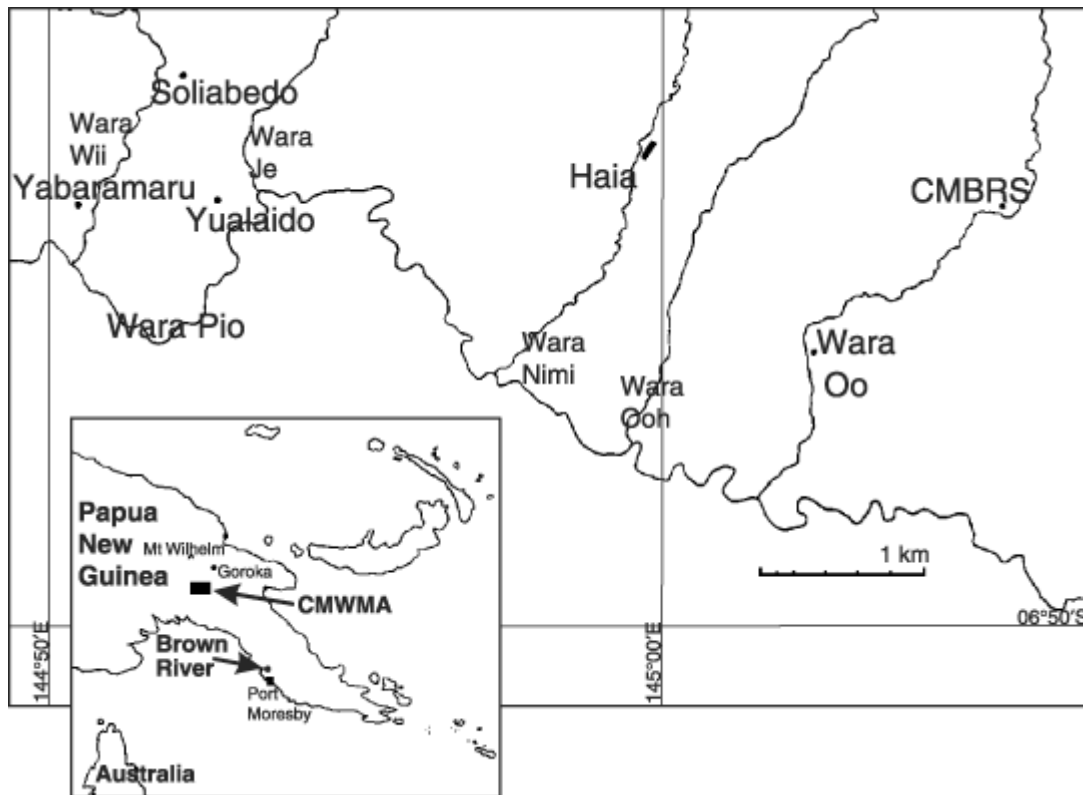 Soliabedo
Wara
Wii
Wara
Je
Haia
Yabaramaru
Yualaido
CMBRS
Wara Pio
Wara
Nimi
Wara
Oo
Wara
Ooh
1 km
06°50'S
144°50'E
145°00'E
Papua
New
Guinea
Mt Wilhelm
Goroka
CMWMA
Brown
River
Port
Moresby
Australia